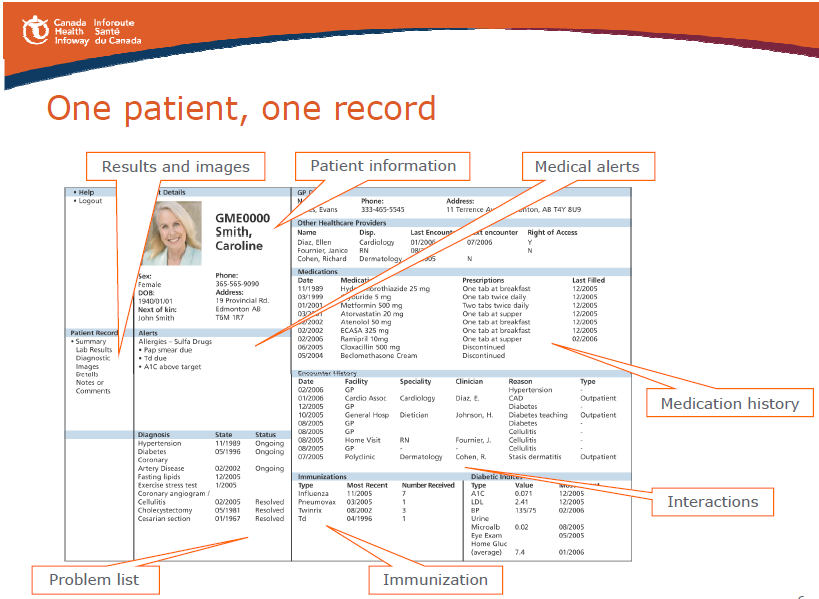 Canada Inforoute
Health Santé
Infoway du Canada
One patient, one record
Results and images
Patient information
Medical alerts
• Help
• Logout
Details
GME0000
Smith,
Caroline
Sex:
Female
DOB:
1940/01/01
Next of kin:
John Smith
Phone:
365-565-9090
Address:
19 Provincial Rd.
Edmonton AB
T6M 1R7
GP
Phone: Address:
Evans 333-465-5545 11 Terrence AB T4Y 8U9
Other Healthcare Providers
Name Disp. Last Encounter encounter Right of Access
Diaz, Ellen Cardiology 01/2006 07/2006 Y
Fournier, Janice RN N
Cohen, Richard Dermatology N
Medications
Date Prescriptions Last Filled
11/1989 25 mg One tab at breakfast 12/2005
03/1999 5 mg One tab twice daily 12/2005
01/2001 Metformin 500 mg Two tabs twice daily 12/2005
Atorvastatin 20 mg One tab at supper 12/2005
Atenolol 50 mg One tab at breakfast 12/2005
02/2002 ECASA 325 mg One tab at breakfast 12/2005
02/2006 Ramipril 10mg One tab at supper 02/2006
06/2005 Cloxacillin 500 mg Discontinued
05/2004 Beclomethasone Cream Discontinued
Patient Record
• Summary
Lab Results
Diagnostic
Images
Notes or
Comments
Alerts
Allergies – Sulfa Drugs
• Pap smear due
• Td due
• A1C above target
Encounter History
Date Facility Speciality Clinician Reason Type
02/2006 GP Hypertension -
01/2006 Cardio Assoc Cardiology Diaz, E. CAD Outpatient
12/2005 GP Diabetes -
10/2005 General Hosp Dietician Johnson, H. Diabetes teaching Outpatient
08/2005 GP Diabetes -
08/2005 GP Cellulitis -
08/2005 Home Visit RN Fournier, J. Cellulitis -
08/2005 GP - - Cellulitis -
07/2005 Polyclinic Dermatology Cohen, R. Stasis dermatitis Outpatient
Medication history
Diagnosis State Status
Hypertension 11/1989 Ongoing
Diabetes 05/1996 Ongoing
Coronary
Artery Disease 02/2002 Ongoing
Fasting lipids 12/2005
Exercise stress test 1/2005
Coronary angiogram /
Cellulitis 02/2005 Resolved
Cholecystectomy 05/1981 Resolved
Cesarian section 01/1967 Resolved
Immunizations
Type Most Recent Number Received
Influenza 11/2005 7
Pneumovax 03/2005 1
Twinrix 08/2002 3
Td 04/1996 1
Diabetic Indices
Type Value
A1C 0.071 12/2005
LDL 2.41 12/2005
BP 135/75 02/2006
Urine
Microalb 0.02 08/2005
Eye Exam 05/2005
Home Gluc
(average) 7.4 01/2006
Interactions
Problem list
Immunization